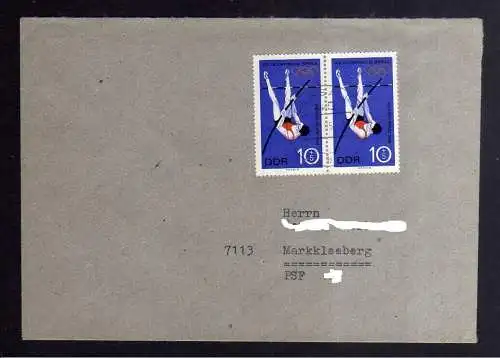 DDR 10 DDR 10
Herrn
7113 Markkleeberg
============
PSF